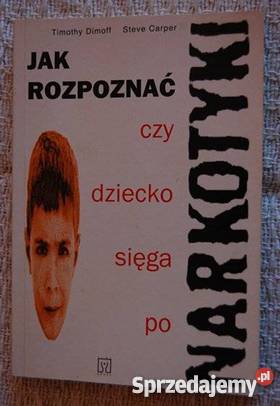 Timothy Dimoff Steve Carper
JAK
ROZPOZNAĆ
czy
dziecko
sięga
po
NARKOTYKI
Sprzedajemy.pl